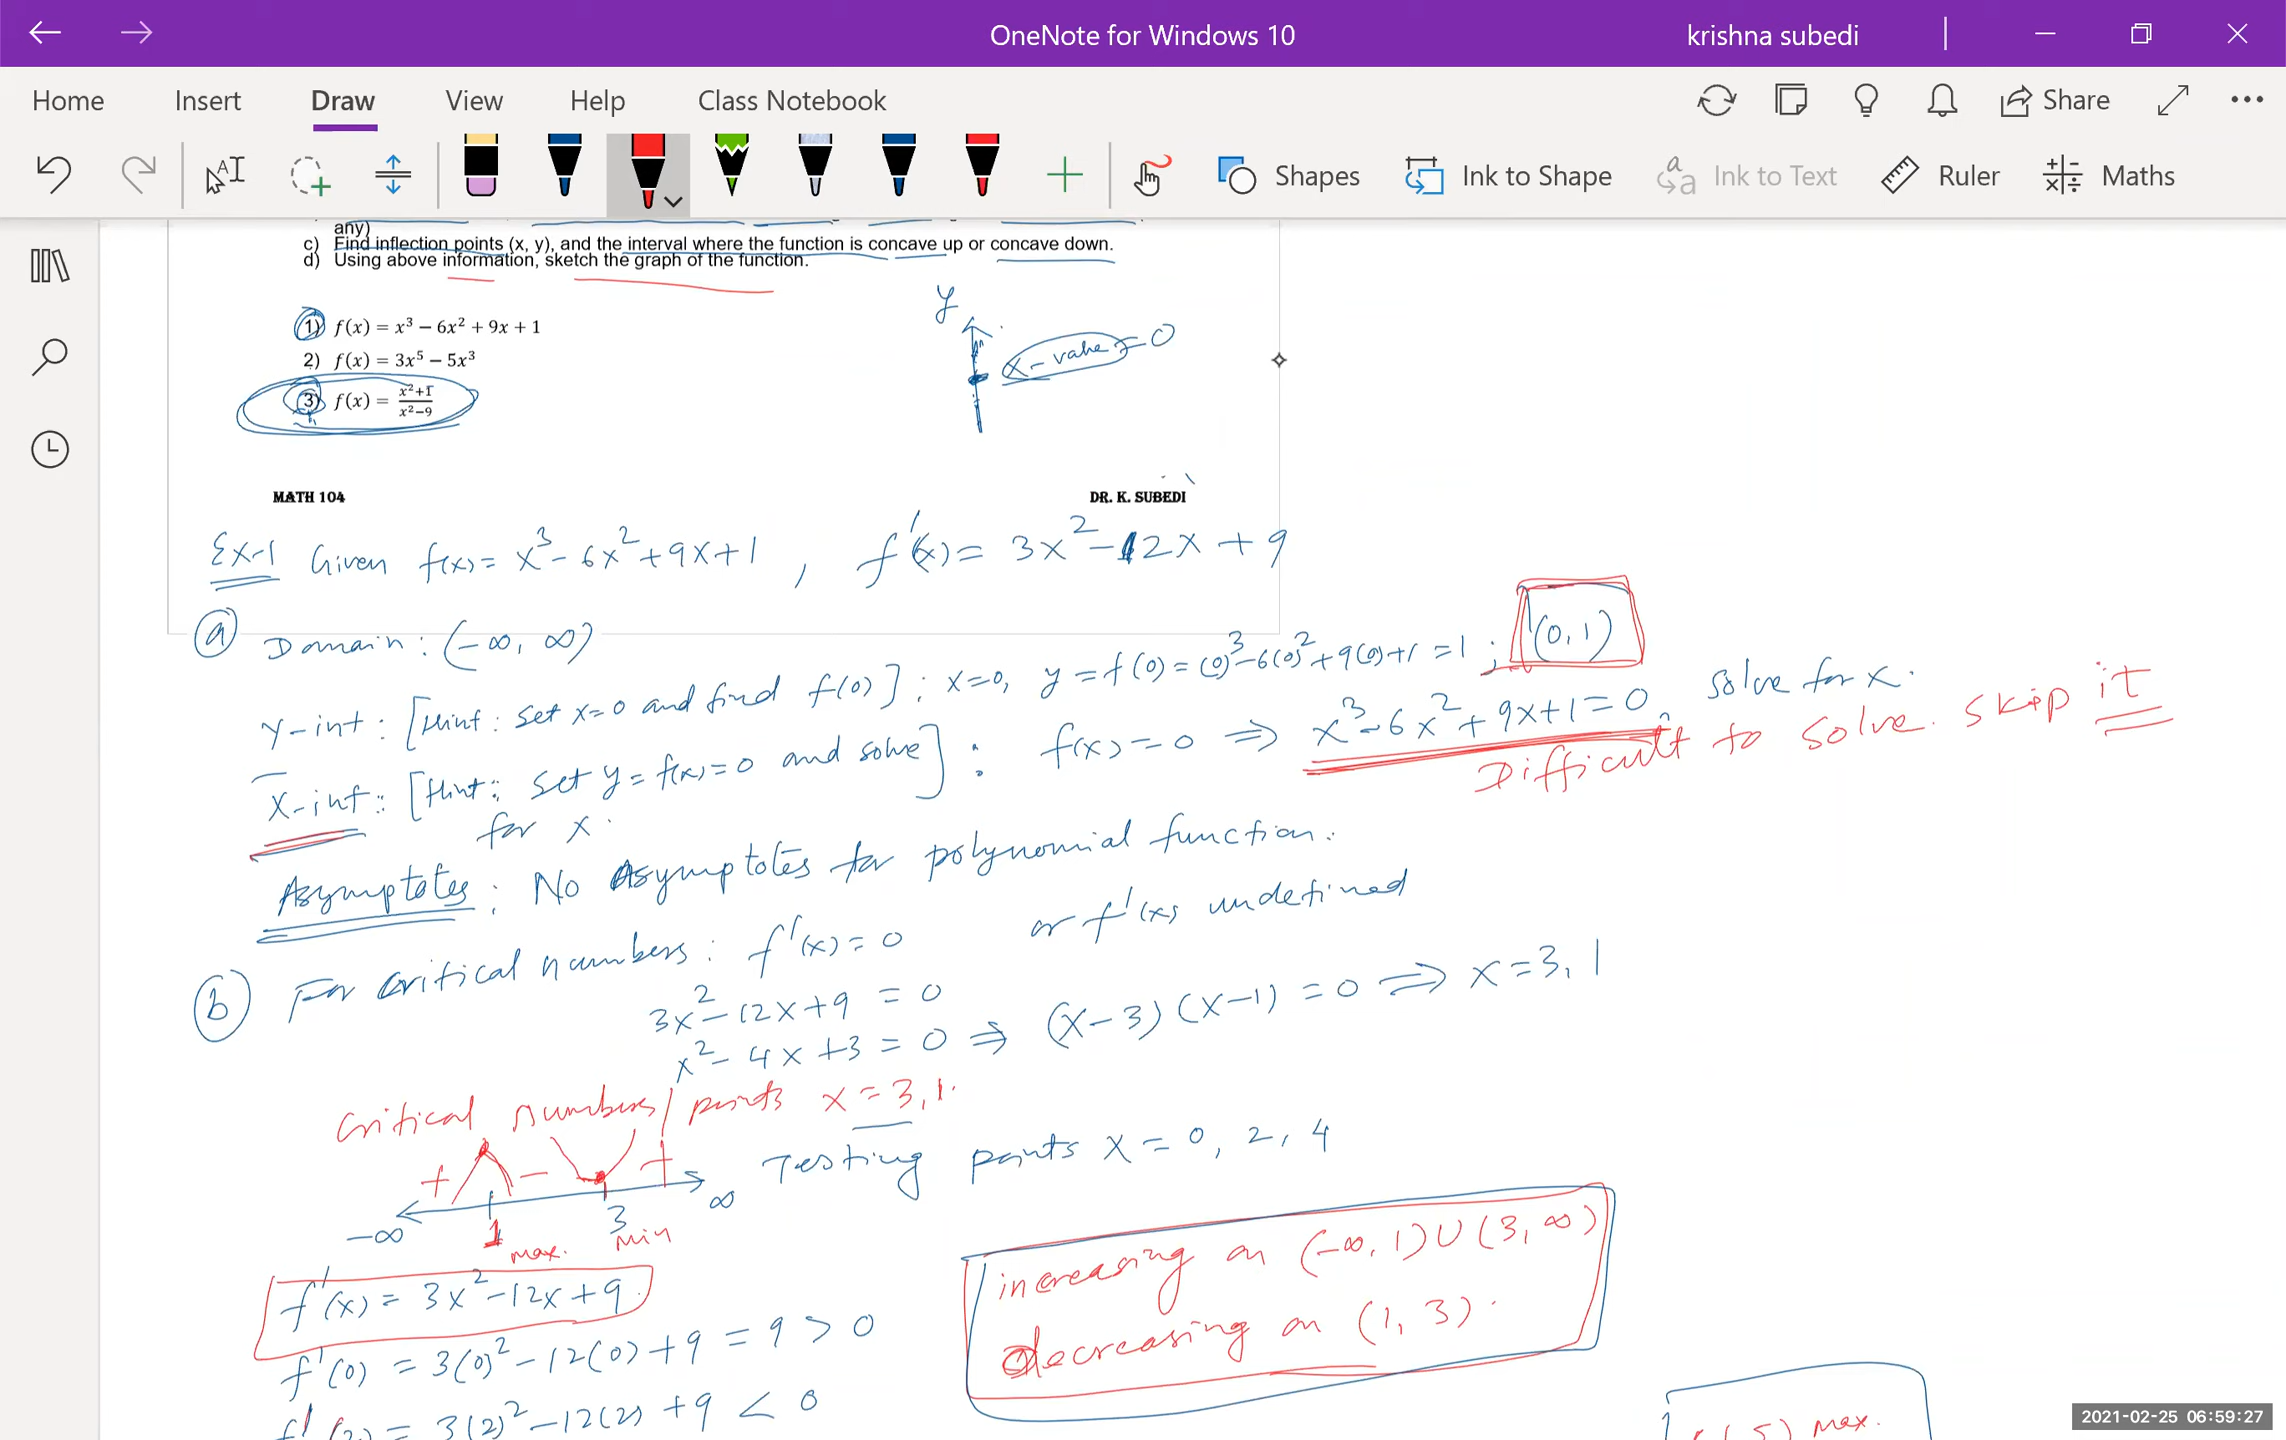 OneNote for Windows 10
krishna subedi
Home Insert Draw View Help Class Notebook Share
Shapes Ink to Shape Ink to Text Ruler Maths
any)
c) Find inflection points (x, y), and the interval where the function is concave up or concave down.
d) Using above information, sketch the graph of the function.
y
1) f(x) = x³ − 6x² + 9x + 1
x-value = 0
2) f(x) = 3x⁵ − 5x³
3) f(x) = (x²+1)/(x²−9)
MATH 104 DR. K. SUBEDI
Ex-1 Given f(x) = x³ - 6x² + 9x + 1 , f'(x) = 3x² - 12x + 9
(a) Domain : (-∞, ∞)
Y-int : [Hint : set x=0 and find f(0)] : x=0, y = f(0) = (0)³-6(0)²+9(0)+1 = 1 ; (0, 1)
X-int : [Hint : set y = f(x) = 0 and solve for x.] : f(x) = 0 ⇒ x³ - 6x² + 9x + 1 = 0, solve for x.
Difficult to solve. Skip it
Asymptotes : No Asymptotes for polynomial function.
(b) For critical numbers : f'(x) = 0 or f'(x) undefined
3x² - 12x + 9 = 0
x² - 4x + 3 = 0 ⇒ (x-3)(x-1) = 0 ⇒ x = 3, 1
Critical numbers/points x = 3, 1.
+ - + Testing points x = 0, 2, 4
-∞ 1 max. 3 min ∞
increasing on (-∞, 1) ∪ (3, ∞)
decreasing on (1, 3).
f'(x) = 3x² - 12x + 9
f'(0) = 3(0)² - 12(0) + 9 = 9 > 0
f'(2) = 3(2)² - 12(2) + 9 < 0
max.
2021-02-25 06:59:27